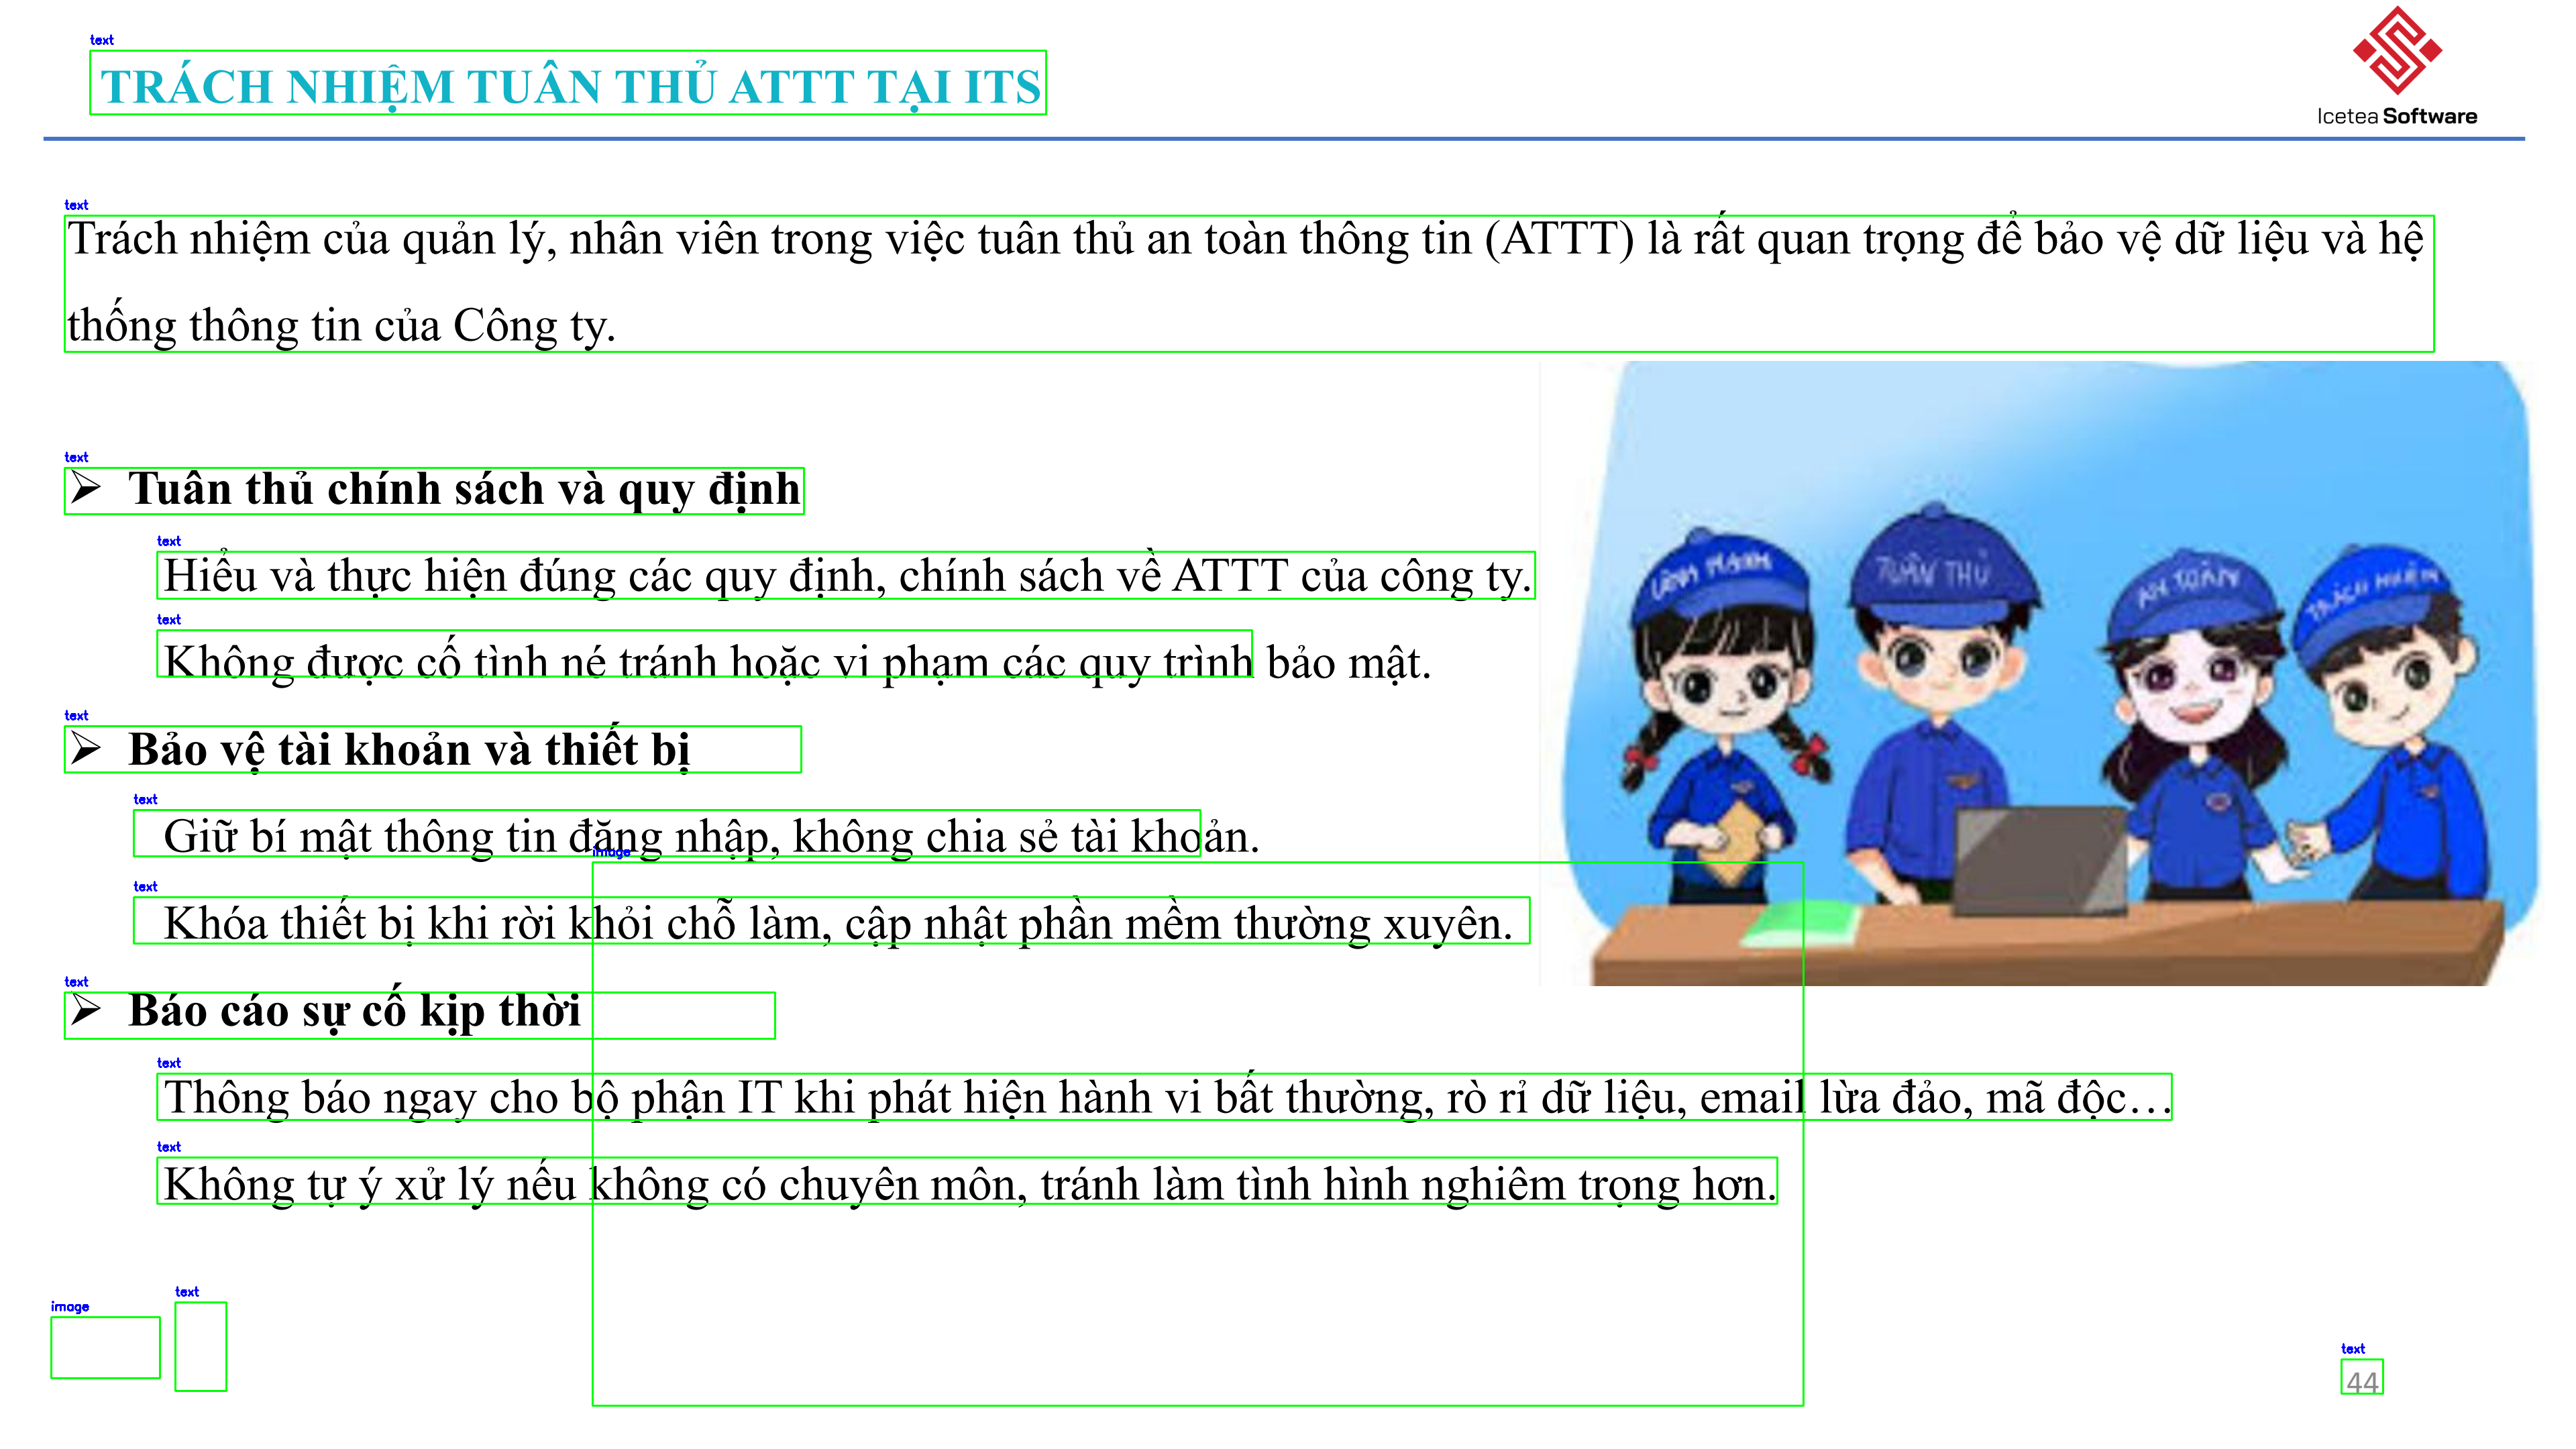 text
TRÁCH NHIỆM TUÂN THỦ ATTT TẠI ITS
Icetea Software
text
Trách nhiệm của quản lý, nhân viên trong việc tuân thủ an toàn thông tin (ATTT) là rất quan trọng để bảo vệ dữ liệu và hệ
thống thông tin của Công ty.
text
➢ Tuân thủ chính sách và quy định
text
Hiểu và thực hiện đúng các quy định, chính sách về ATTT của công ty.
text
Không được cố tình né tránh hoặc vi phạm các quy trình bảo mật.
text
➢ Bảo vệ tài khoản và thiết bị
text
Giữ bí mật thông tin đăng nhập, không chia sẻ tài khoản.
image
text
Khóa thiết bị khi rời khỏi chỗ làm, cập nhật phần mềm thường xuyên.
text
➢ Báo cáo sự cố kịp thời
text
Thông báo ngay cho bộ phận IT khi phát hiện hành vi bất thường, rò rỉ dữ liệu, email lừa đảo, mã độc…
text
Không tự ý xử lý nếu không có chuyên môn, tránh làm tình hình nghiêm trọng hơn.
TUÂN THỦ
AN TOÀN
TRÁCH NHIỆM
image
text
text
44